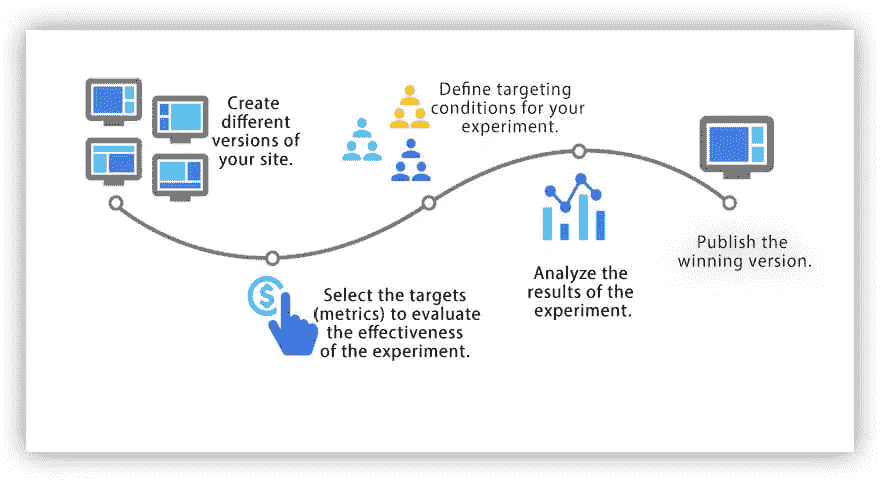 Create
different
versions of
your site.
Select the targets
(metrics) to evaluate
the effectiveness
of the experiment.
Define targeting
conditions for your
experiment.
Analyze the
results of the
experiment.
Publish the
winning version.